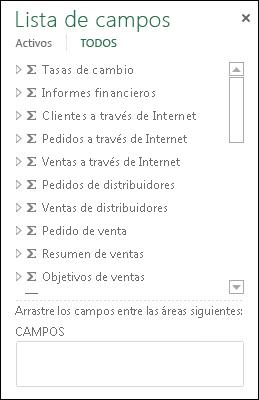 Lista de campos
Activos TODOS
Tasas de cambio
Informes financieros
Clientes a través de Internet
Pedidos a través de Internet
Ventas a través de Internet
Pedidos de distribuidores
Ventas de distribuidores
Pedido de venta
Resumen de ventas
Objetivos de ventas
Arrastre los campos entre las áreas siguientes:
CAMPOS